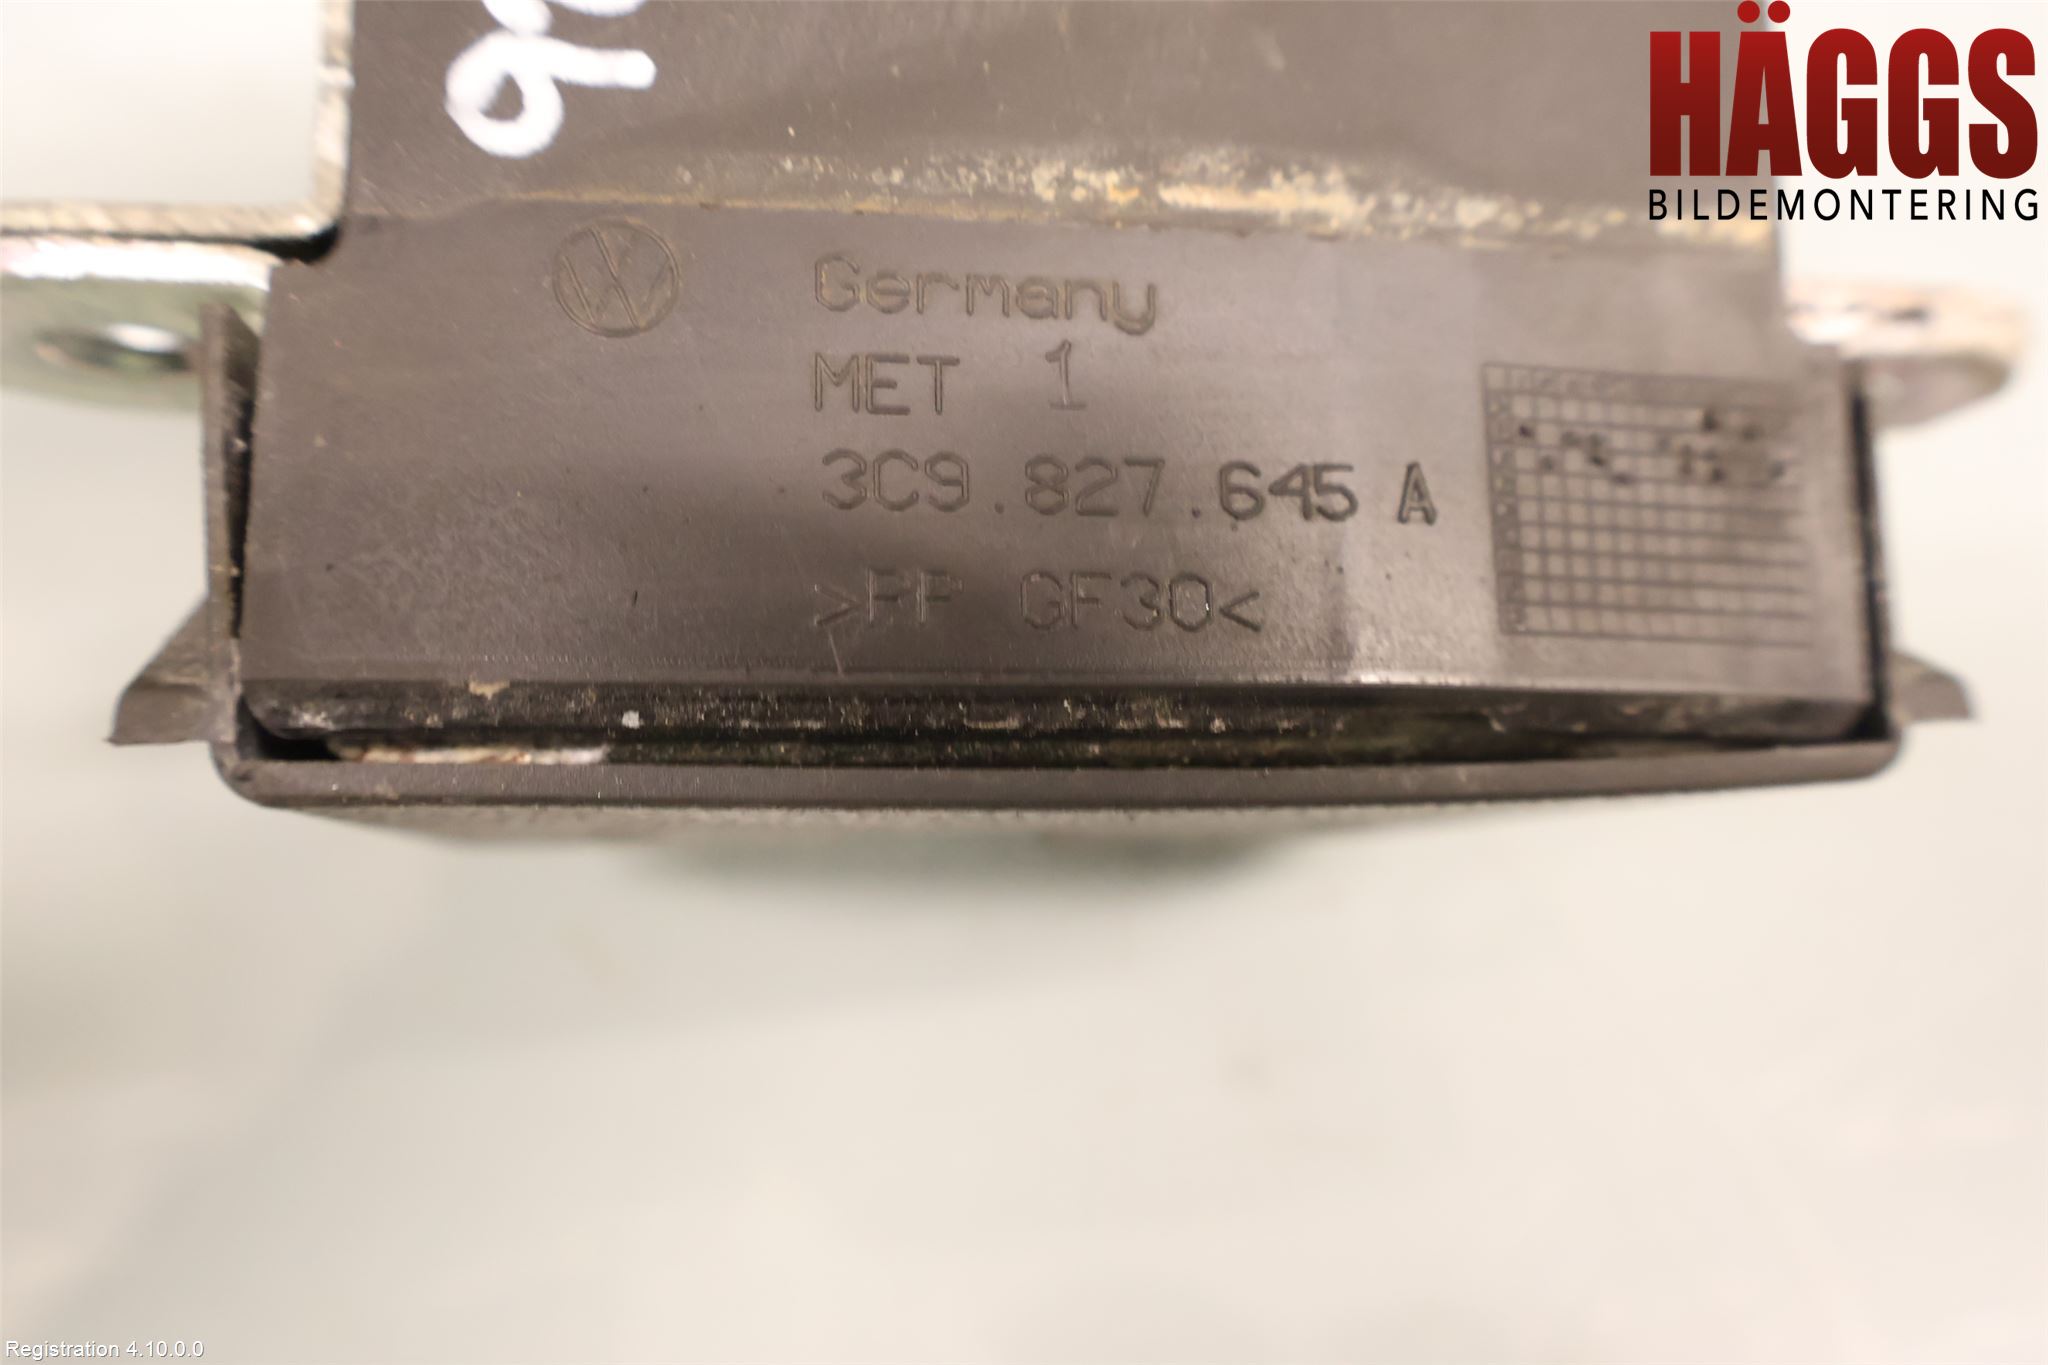 HÄGGS
BILDEMONTERING
Germany
MET 1
3C9.827.645 A
>PP GF30<
Registration 4.10.0.0